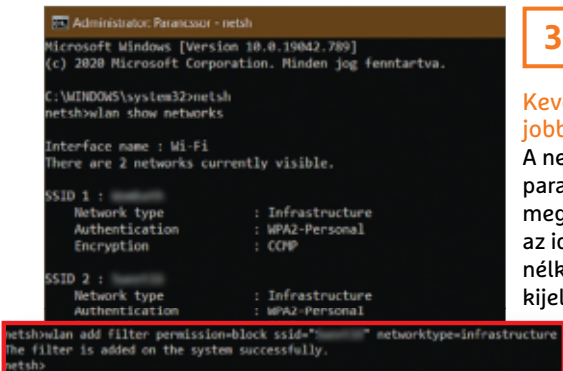 Administrator: Parancssor - netsh
Microsoft Windows [Version 10.0.19042.789]
(c) 2020 Microsoft Corporation. Minden jog fenntartva.
C:\WINDOWS\system32>netsh
netsh>wlan show networks
Interface name : Wi-Fi
There are 2 networks currently visible.
SSID 1 :
Network type : Infrastructure
Authentication : WPA2-Personal
Encryption : CCMP
SSID 2 :
Network type : Infrastructure
Authentication : WPA2-Personal
netsh>wlan add filter permission=block ssid=" " networktype=infrastructure
The filter is added on the system successfully.
netsh>
3
Kev
jobb
A ne
para
meg
az id
nélk
kijel